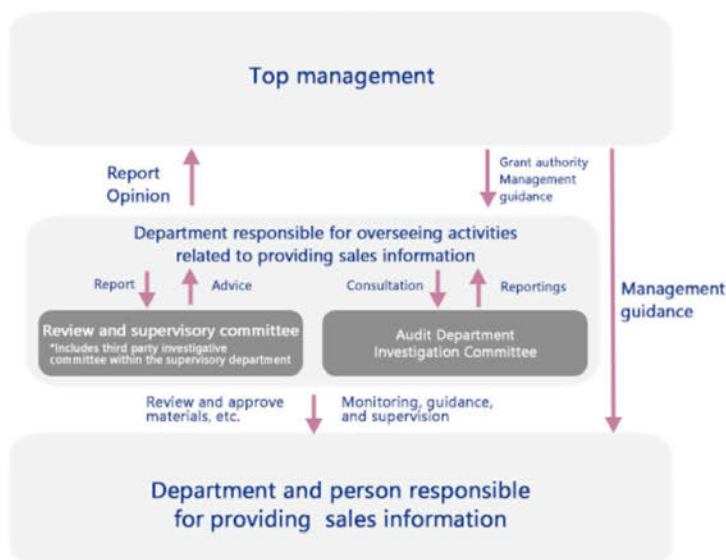 Top management
Report
Opinion
Grant authority
Management
guidance
Department responsible for overseeing activities
related to providing sales information
Report
Advice
Consultation
Reportings
Management
guidance
Review and supervisory committee
*Includes third party investigative
committee within the supervisory department
Audit Department
Investigation Committee
Review and approve
materials, etc.
Monitoring, guidance,
and supervision
Department and person responsible
for providing sales information